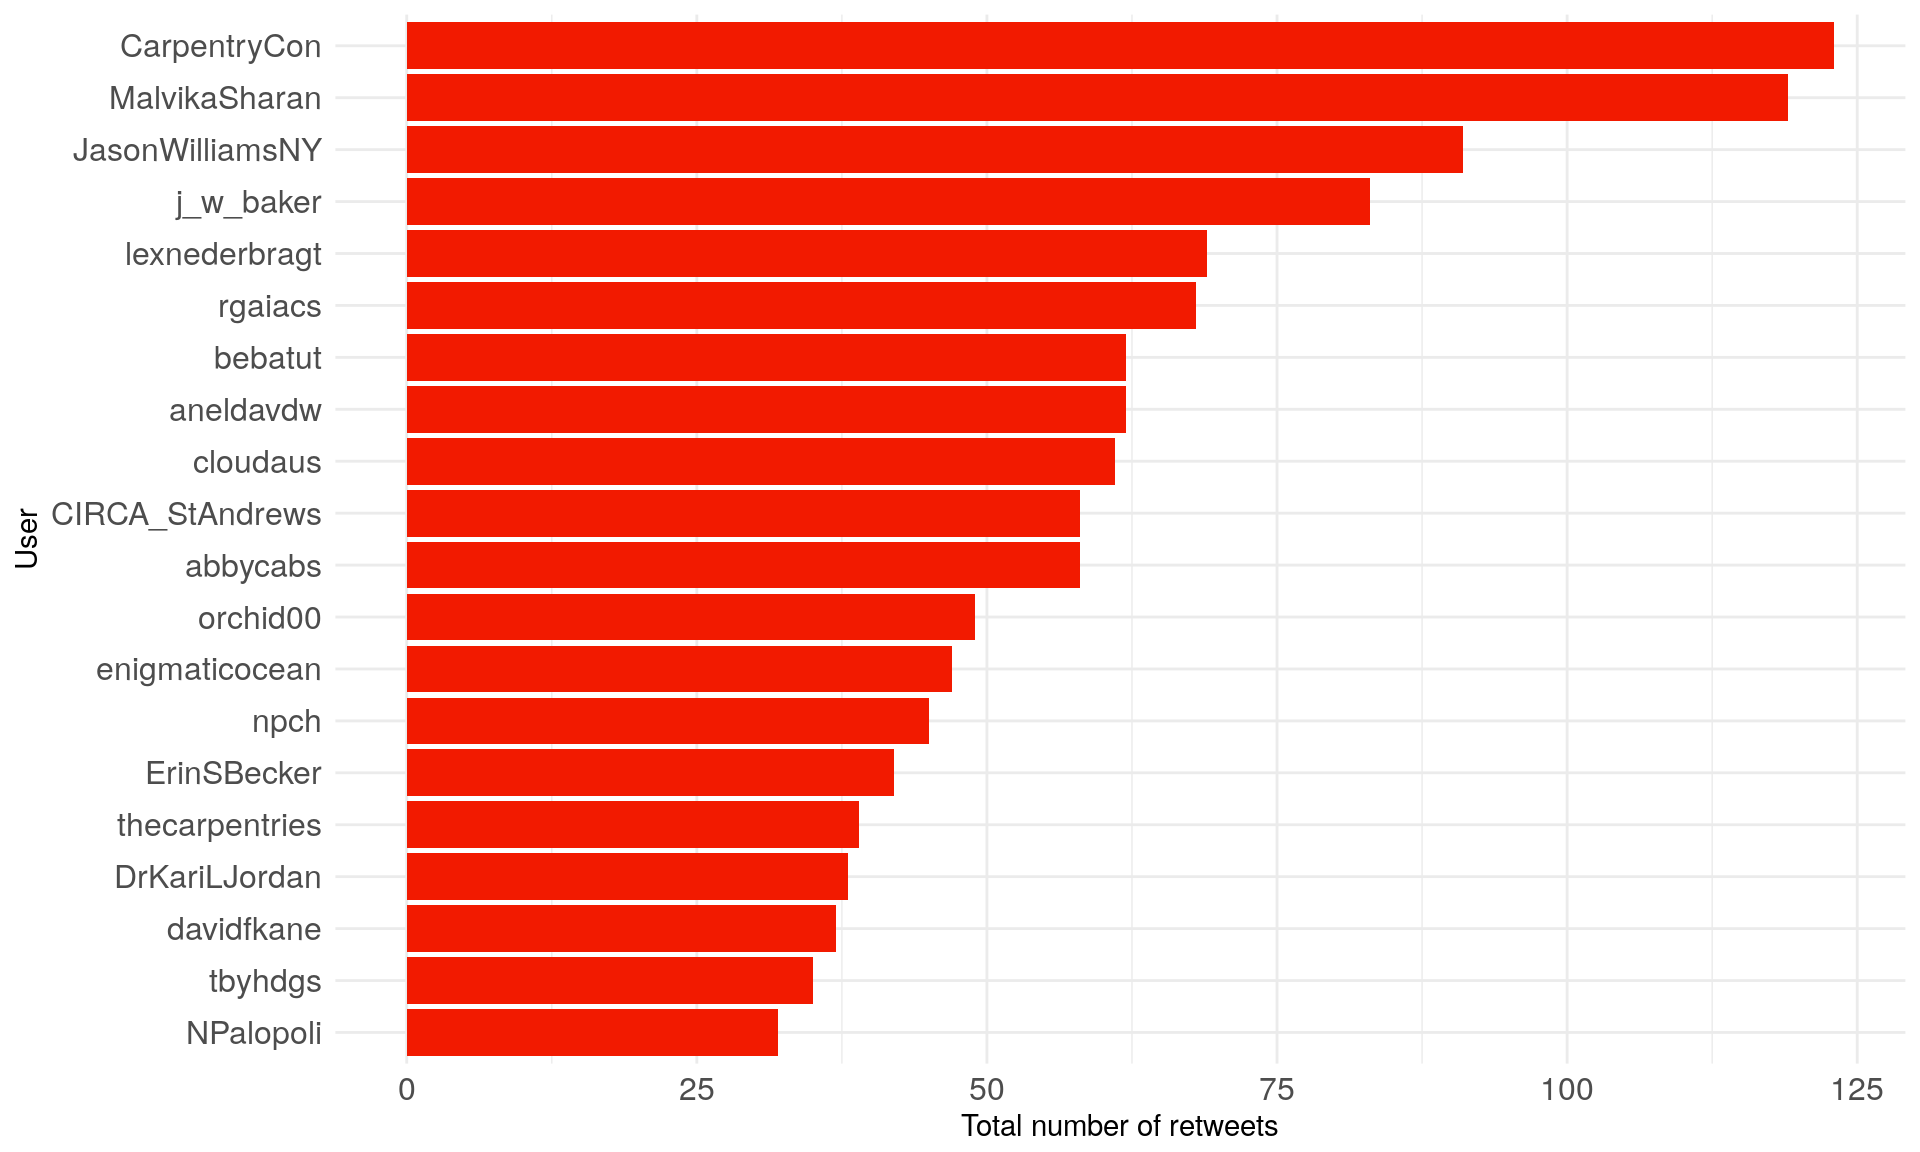 CarpentryCon
MalvikaSharan
JasonWilliamsNY
j_w_baker
lexnederbragt
rgaiacs
bebatut
aneldavdw
cloudaus
CIRCA_StAndrews
abbycabs
orchid00
enigmaticocean
npch
ErinSBecker
thecarpentries
DrKariLJordan
davidfkane
tbyhdgs
NPalopoli
User
0 25 50 75 100 125
Total number of retweets